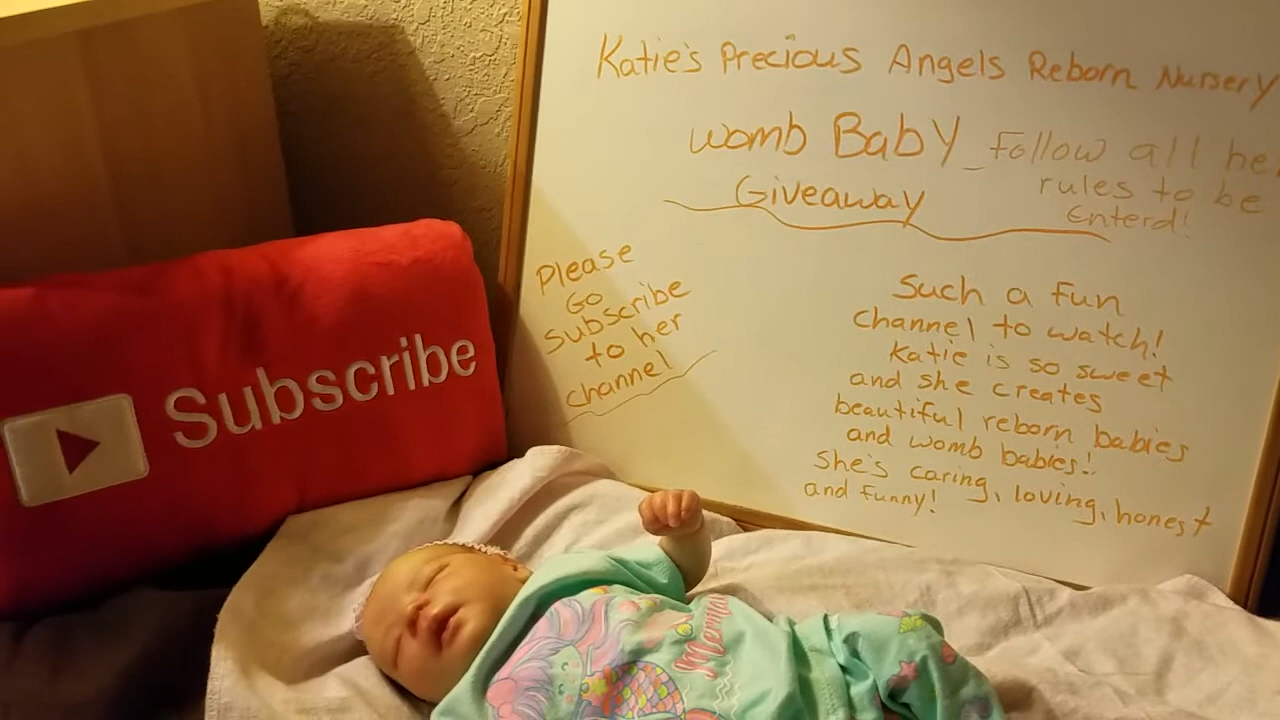 Katie's Precious Angels Reborn Nursery
Womb Baby
Follow all her
rules to be
Enterd!
Giveaway
Please
Go
subscribe
to her
channel
Such a fun
channel to watch!
Katie is so sweet
and she creates
beautiful reborn babies
and womb babies!!
She's caring, loving, honest
and funny!
Subscribe
Mermaid